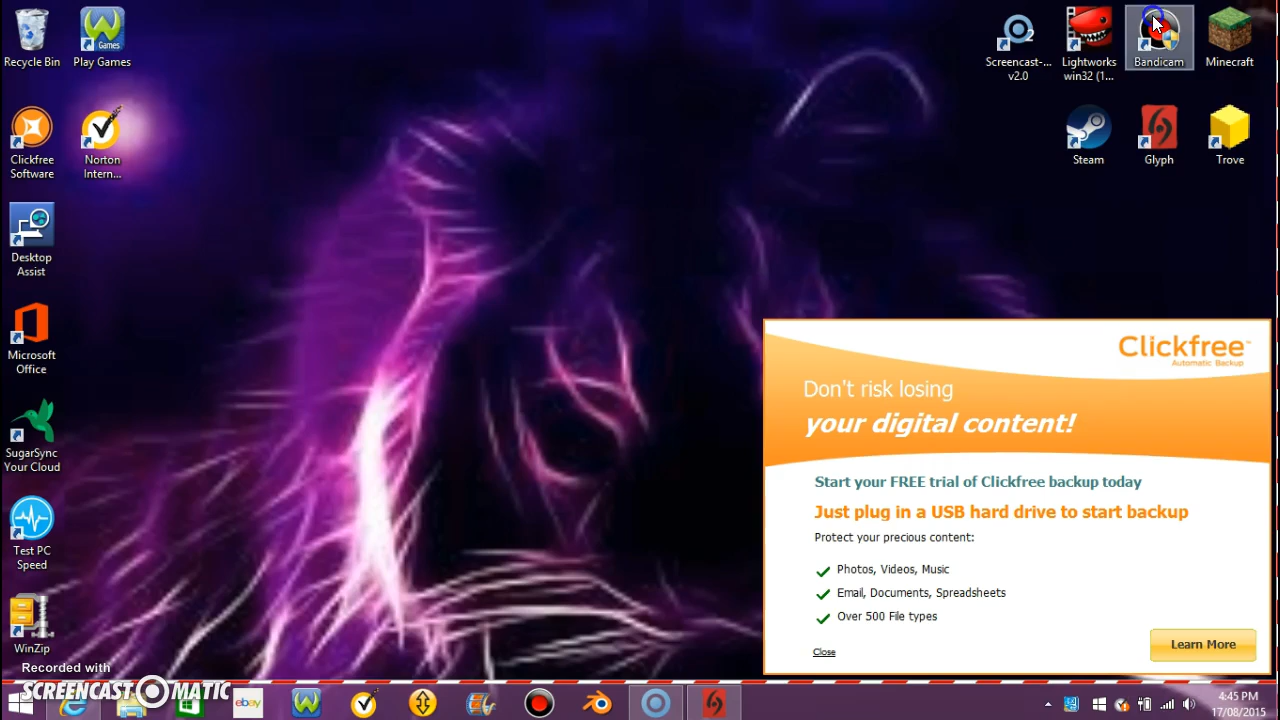 Recycle Bin
Games
Play Games
Clickfree
Software
Norton
Intern...
Desktop
Assist
Microsoft
Office
SugarSync
Your Cloud
Test PC
Speed
WinZip
2
Screencast-...
v2.0
Lightworks
win32 (1...
Bandicam
Minecraft
Steam
Glyph
Trove
Clickfree™
Automatic Backup
Don't risk losing
your digital content!
Start your FREE trial of Clickfree backup today
Just plug in a USB hard drive to start backup
Protect your precious content:
Photos, Videos, Music
Email, Documents, Spreadsheets
Over 500 File types
Close
Learn More
Recorded with
SCREENCAST-O-MATIC
ebay
4:45 PM
17/08/2015